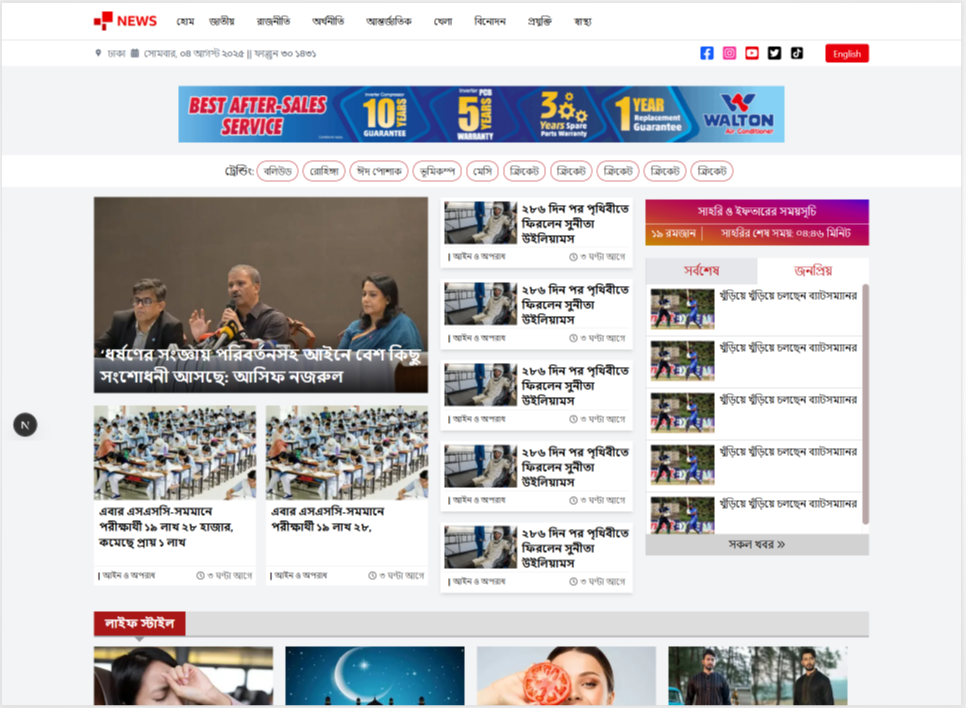 NEWS
হোম জাতীয় রাজনীতি অর্থনীতি আন্তর্জাতিক খেলা বিনোদন প্রযুক্তি স্বাস্থ্য
ঢাকা সোমবার, ০৪ আগস্ট ২০২৫ || ফাল্গুন ৩০ ১৪৩১
English
BEST AFTER-SALES SERVICE
Inverter Compressor
10 YEARS
GUARANTEE
Inverter PCB
5 YEARS
WARRANTY
3 Years Spare
Parts Warranty
1 YEAR
Replacement
Guarantee
WALTON
Air Conditioner
ট্রেন্ডিং: বলিউড রোহিঙ্গা ঈদ পোশাক ভূমিকম্প মেসি ক্রিকেট ক্রিকেট ক্রিকেট ক্রিকেট ক্রিকেট
‘ধর্ষণের সংজ্ঞায় পরিবর্তনসহ আইনে বেশ কিছু
সংশোধনী আসছে: আসিফ নজরুল
এবার এসএসসি-সমমানে
পরীক্ষার্থী ১৯ লাখ ২৮ হাজার,
কমেছে প্রায় ১ লাখ
| আইন ও অপরাধ ৩ ঘণ্টা আগে
এবার এসএসসি-সমমানে
পরীক্ষার্থী ১৯ লাখ ২৮,
| আইন ও অপরাধ ৩ ঘণ্টা আগে
২৮৬ দিন পর পৃথিবীতে
ফিরলেন সুনীতা
উইলিয়ামস
| আইন ও অপরাধ ৩ ঘণ্টা আগে
২৮৬ দিন পর পৃথিবীতে
ফিরলেন সুনীতা
উইলিয়ামস
| আইন ও অপরাধ ৩ ঘণ্টা আগে
২৮৬ দিন পর পৃথিবীতে
ফিরলেন সুনীতা
উইলিয়ামস
| আইন ও অপরাধ ৩ ঘণ্টা আগে
২৮৬ দিন পর পৃথিবীতে
ফিরলেন সুনীতা
উইলিয়ামস
| আইন ও অপরাধ ৩ ঘণ্টা আগে
২৮৬ দিন পর পৃথিবীতে
ফিরলেন সুনীতা
উইলিয়ামস
| আইন ও অপরাধ ৩ ঘণ্টা আগে
সাহরি ও ইফতারের সময়সূচি
১৯ রমজান | সাহরির শেষ সময়: ০৪:৪৬ মিনিট
সর্বশেষ জনপ্রিয়
খুঁড়িয়ে খুঁড়িয়ে চলছেন ব্যাটসম্যানর
খুঁড়িয়ে খুঁড়িয়ে চলছেন ব্যাটসম্যানর
খুঁড়িয়ে খুঁড়িয়ে চলছেন ব্যাটসম্যানর
খুঁড়িয়ে খুঁড়িয়ে চলছেন ব্যাটসম্যানর
খুঁড়িয়ে খুঁড়িয়ে চলছেন ব্যাটসম্যানর
সকল খবর »
N
লাইফ স্টাইল